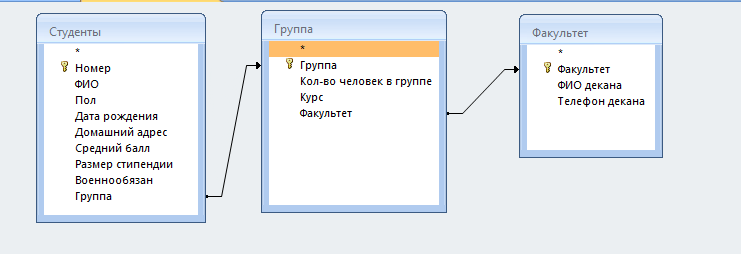 Студенты
*
Номер
ФИО
Пол
Дата рождения
Домашний адрес
Средний балл
Размер стипендии
Военнообязан
Группа
Группа
*
Группа
Кол-во человек в группе
Курс
Факультет
Факультет
*
Факультет
ФИО декана
Телефон декана